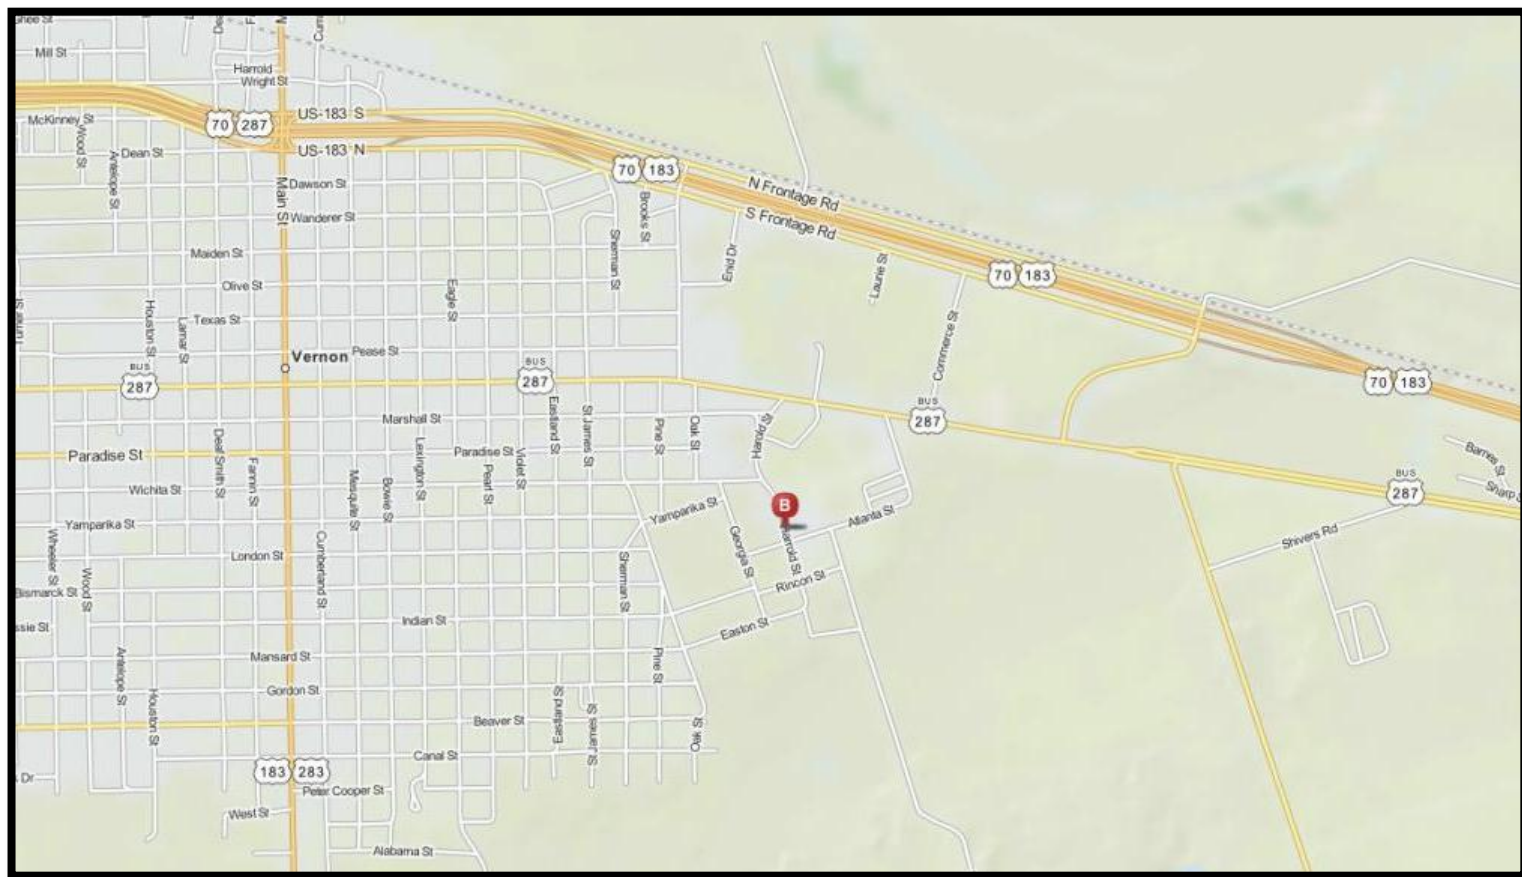 Mill St
Harrold
Wright St
US-183 S
McKinney St
70
287
US-183 N
Wood St
Antelope St
Dean St
Dawson St
Main St
Wanderer St
70
183
N Frontage Rd
S Frontage Rd
Brooks St
Sherman St
Enid Dr
Laurie St
70
183
Maiden St
Olive St
Eagle St
Houston St
Lamar St
Texas St
Commerce St
Vernon
Pease St
BUS
287
BUS
287
70
183
BUS
287
Marshall St
Eastland St
St James St
Pine St
Oak St
Harold St
Paradise St
Deaf Smith St
Fannin St
Lexington St
Paradise St
Violet St
Pearl St
Barnes St
Wichita St
Mesquite St
Bowie St
BUS
287
B
Yamparika St
Yamparika St
Atlanta St
Georgia St
Harrold St
Shivers Rd
Wheeler St
London St
Cumberland St
Sherman St
Rincon St
Wood St
Bismarck St
Indian St
Easton St
Mansard St
Antelope St
Pine St
Gordon St
Houston St
Beaver St
Eastland St
St James St
Oak St
Canal St
183
283
Dr
Peter Cooper St
West St
Alabama St